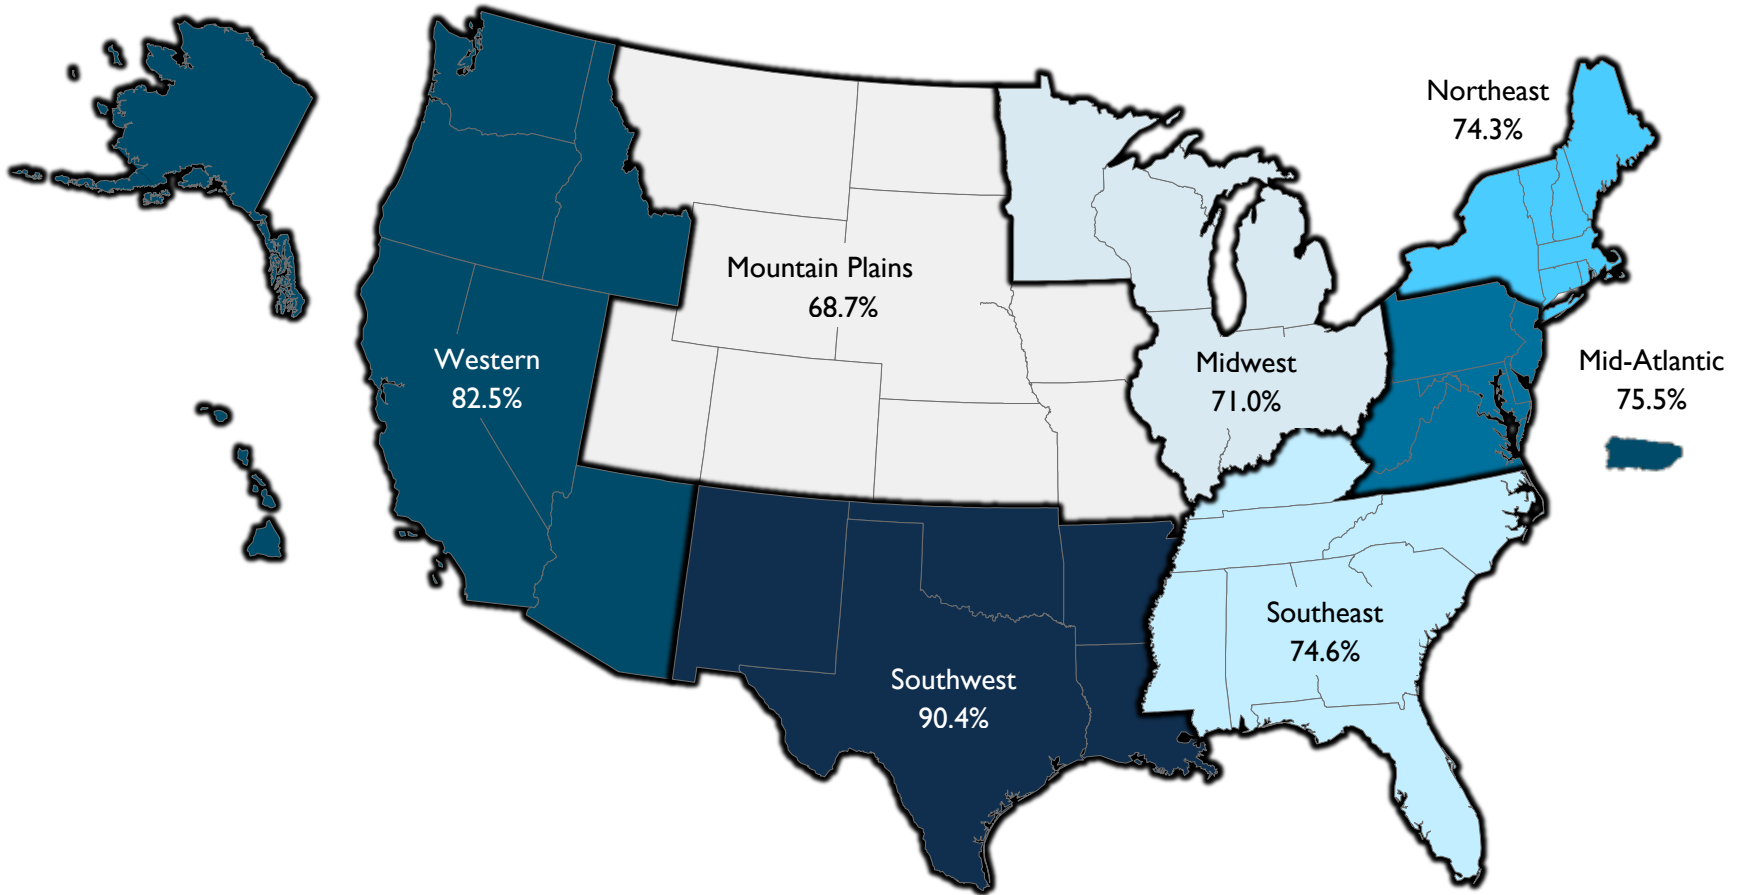 Northeast
74.3%
Mountain Plains
68.7%
Western
82.5%
Midwest
71.0%
Mid-Atlantic
75.5%
Southeast
74.6%
Southwest
90.4%